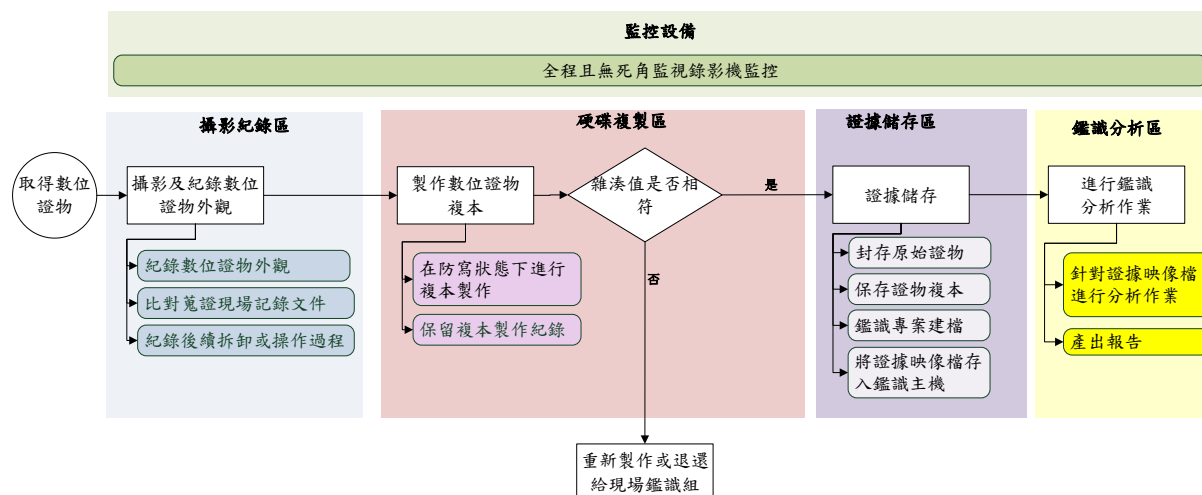 監控設備
全程且無死角監視錄影機監控
攝影紀錄區
硬碟複製區
證據儲存區
鑑識分析區
取得數位
證物
攝影及紀錄數位
證物外觀
紀錄數位證物外觀
比對蒐證現場記錄文件
紀錄後續拆卸或操作過程
製作數位證物
複本
在防寫狀態下進行
複本製作
保留複本製作紀錄
雜湊值是否相
符
是
否
重新製作或退還
給現場鑑識組
證據儲存
封存原始證物
保存證物複本
鑑識專案建檔
將證據映像檔存
入鑑識主機
進行鑑識
分析作業
針對證據映像檔
進行分析作業
產出報告